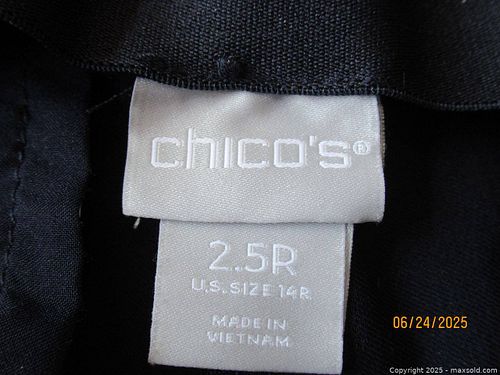 chico's®
2.5R
U.S. SIZE 14R
MADE IN
VIETNAM
06/24/2025
Copyright 2025 - maxsold.com